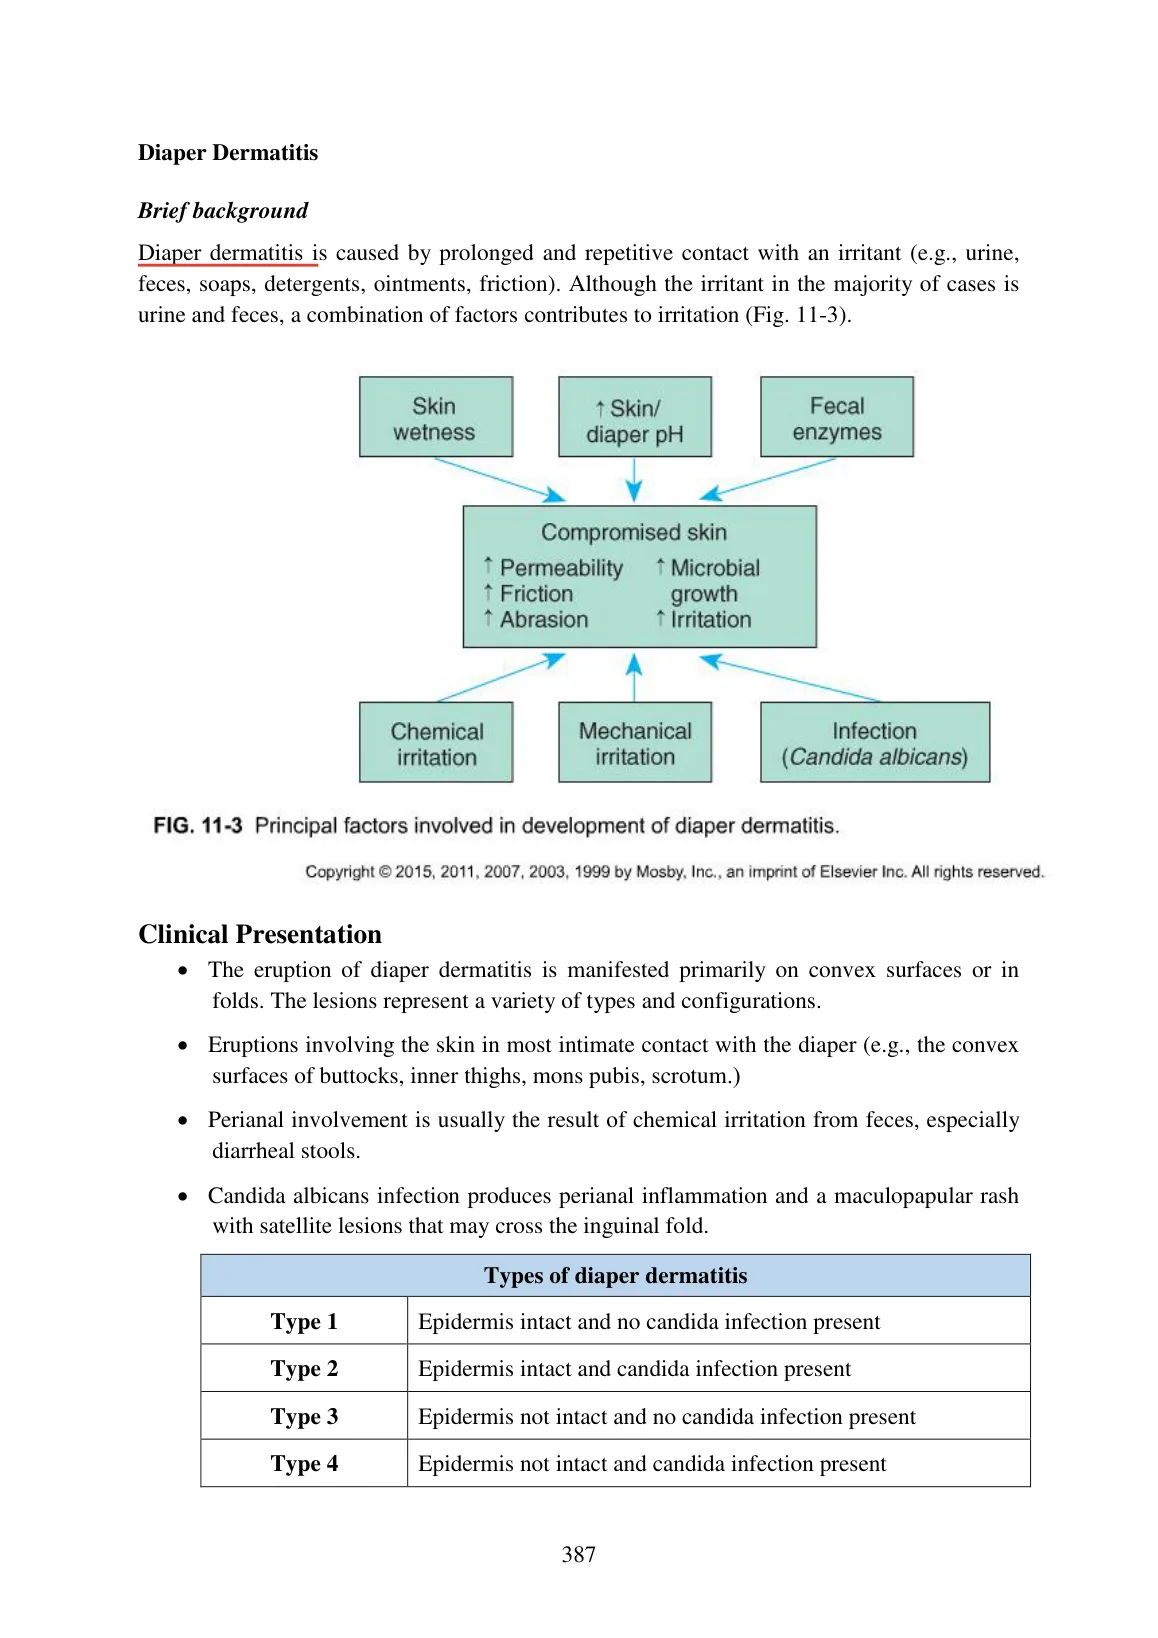 Diaper Dermatitis
Brief background
Diaper dermatitis is caused by prolonged and repetitive contact with an irritant (e.g., urine,
feces, soaps, detergents, ointments, friction). Although the irritant in the majority of cases is
urine and feces, a combination of factors contributes to irritation (Fig. 11-3).
Skin
wetness
↑ Skin/
diaper pH
Fecal
enzymes
Compromised skin
↑ Permeability
↑ Friction
↑ Abrasion
↑ Microbial
growth
↑ Irritation
Chemical
irritation
Mechanical
irritation
Infection
(Candida albicans)
FIG. 11-3 Principal factors involved in development of diaper dermatitis.
Copyright © 2015, 2011, 2007, 2003, 1999 by Mosby, Inc., an imprint of Elsevier Inc. All rights reserved.
Clinical Presentation
• The eruption of diaper dermatitis is manifested primarily on convex surfaces or in
folds. The lesions represent a variety of types and configurations.
• Eruptions involving the skin in most intimate contact with the diaper (e.g., the convex
surfaces of buttocks, inner thighs, mons pubis, scrotum.)
• Perianal involvement is usually the result of chemical irritation from feces, especially
diarrheal stools.
• Candida albicans infection produces perianal inflammation and a maculopapular rash
with satellite lesions that may cross the inguinal fold.
Types of diaper dermatitis
Type 1 Epidermis intact and no candida infection present
Type 2 Epidermis intact and candida infection present
Type 3 Epidermis not intact and no candida infection present
Type 4 Epidermis not intact and candida infection present
387